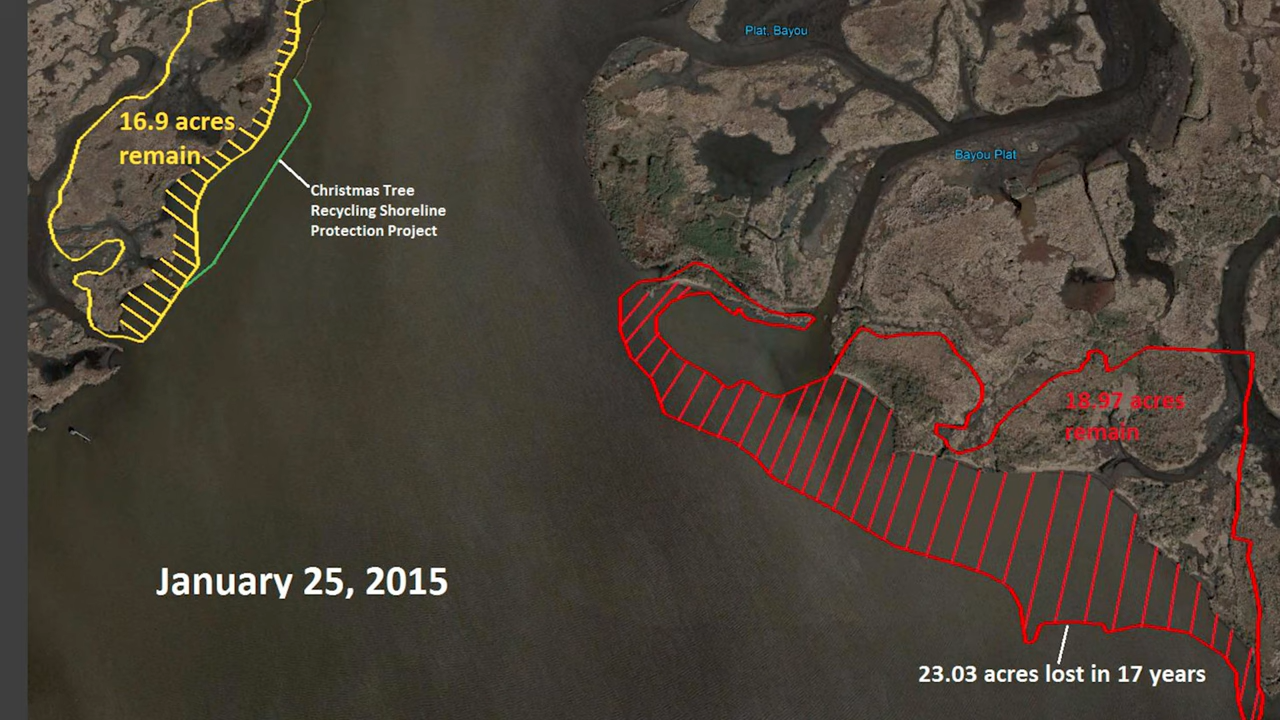 Plat. Bayou
16.9 acres
remain
Bayou Plat
Christmas Tree
Recycling Shoreline
Protection Project
18.97 acres
remain
January 25, 2015
23.03 acres lost in 17 years